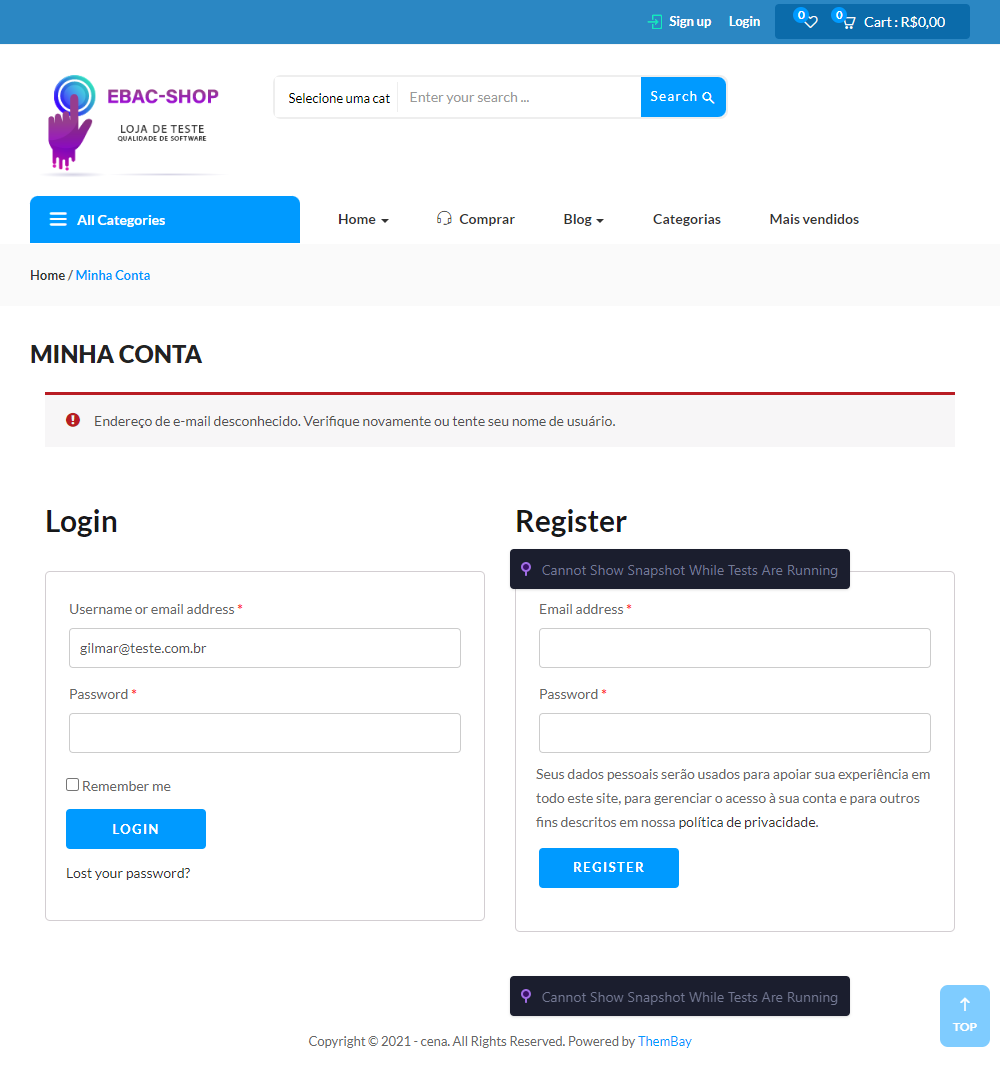 Sign up Login 0 0 Cart : R$0,00
EBAC-SHOP
LOJA DE TESTE
QUALIDADE DE SOFTWARE
Selecione uma cat Enter your search ... Search
All Categories Home Comprar Blog Categorias Mais vendidos
Home / Minha Conta
MINHA CONTA
Endereço de e-mail desconhecido. Verifique novamente ou tente seu nome de usuário.
Login
Username or email address *
gilmar@teste.com.br
Password *
Remember me
LOGIN
Lost your password?
Register
Cannot Show Snapshot While Tests Are Running
Email address *
Password *
Seus dados pessoais serão usados para apoiar sua experiência em
todo este site, para gerenciar o acesso à sua conta e para outros
fins descritos em nossa política de privacidade.
REGISTER
Cannot Show Snapshot While Tests Are Running
TOP
Copyright © 2021 - cena. All Rights Reserved. Powered by ThemBay